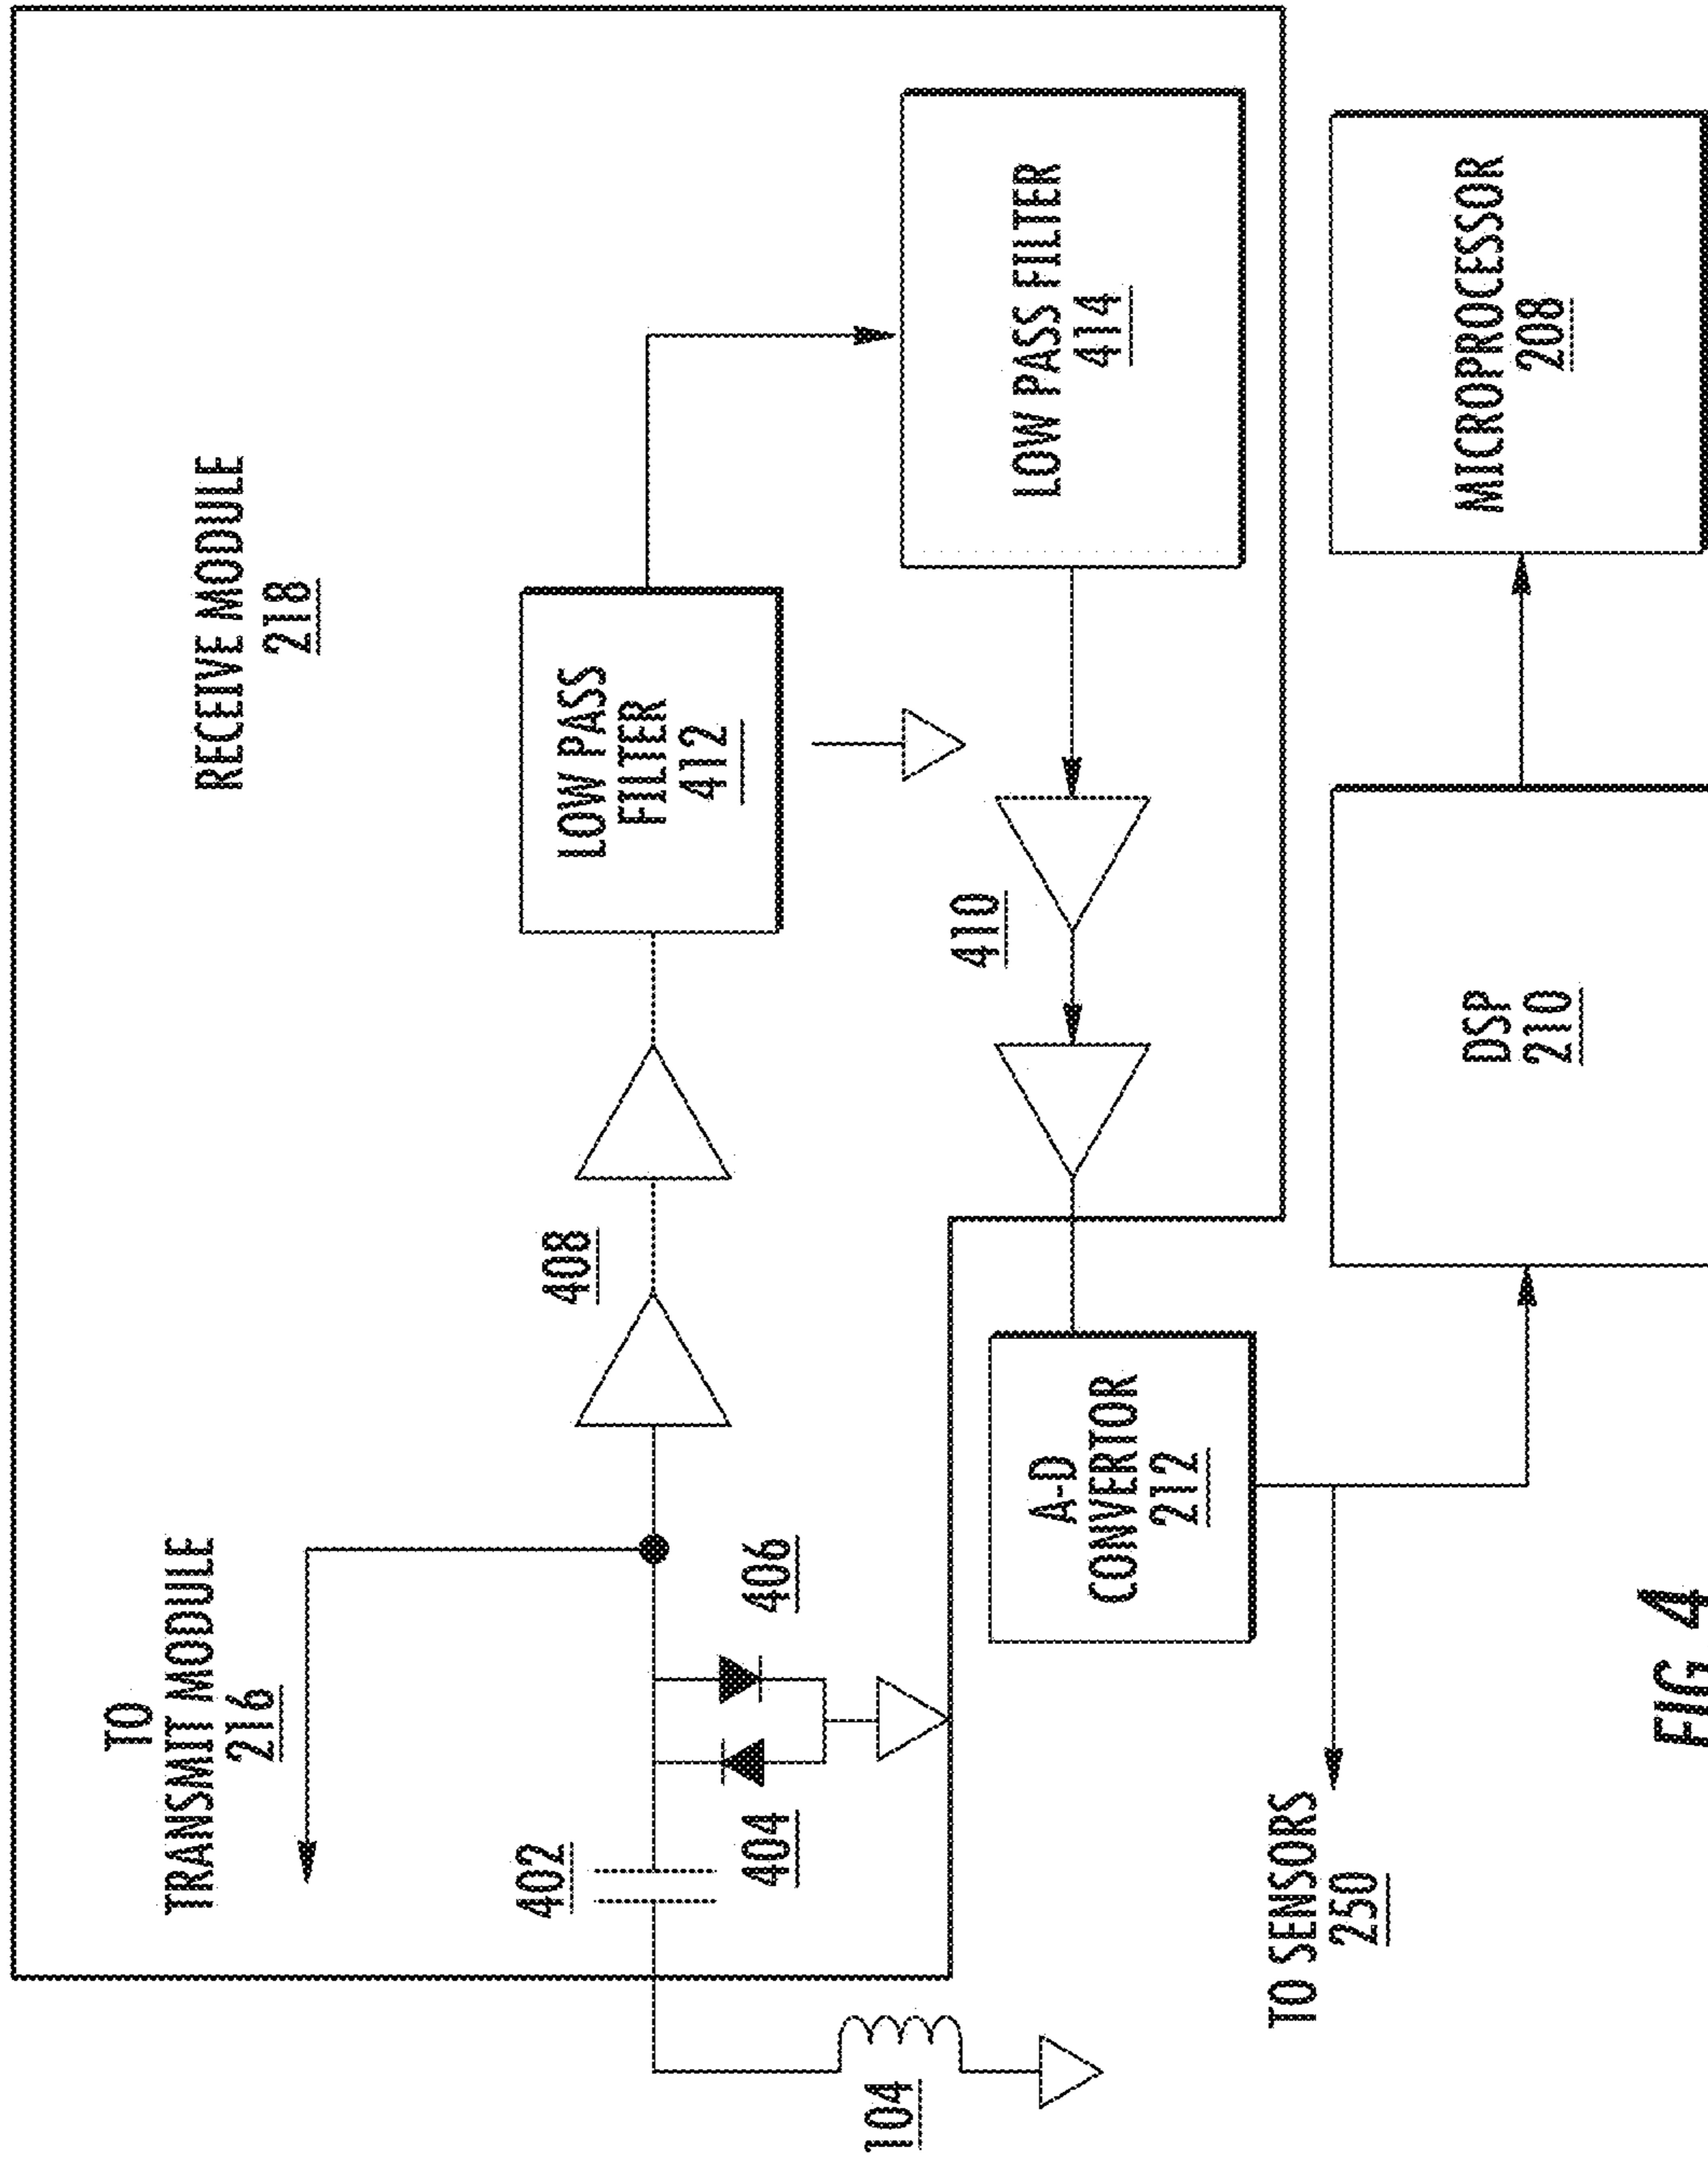 RECEIVE MODULE
218
TO
TRANSMIT MODULE
216
402
404
406
408
LOW PASS
FILTER
412
LOW PASS FILTER
414
410
104
A-D
CONVERTOR
212
TO SENSORS
250
DSP
210
MICROPROCESSOR
208
FIG 4